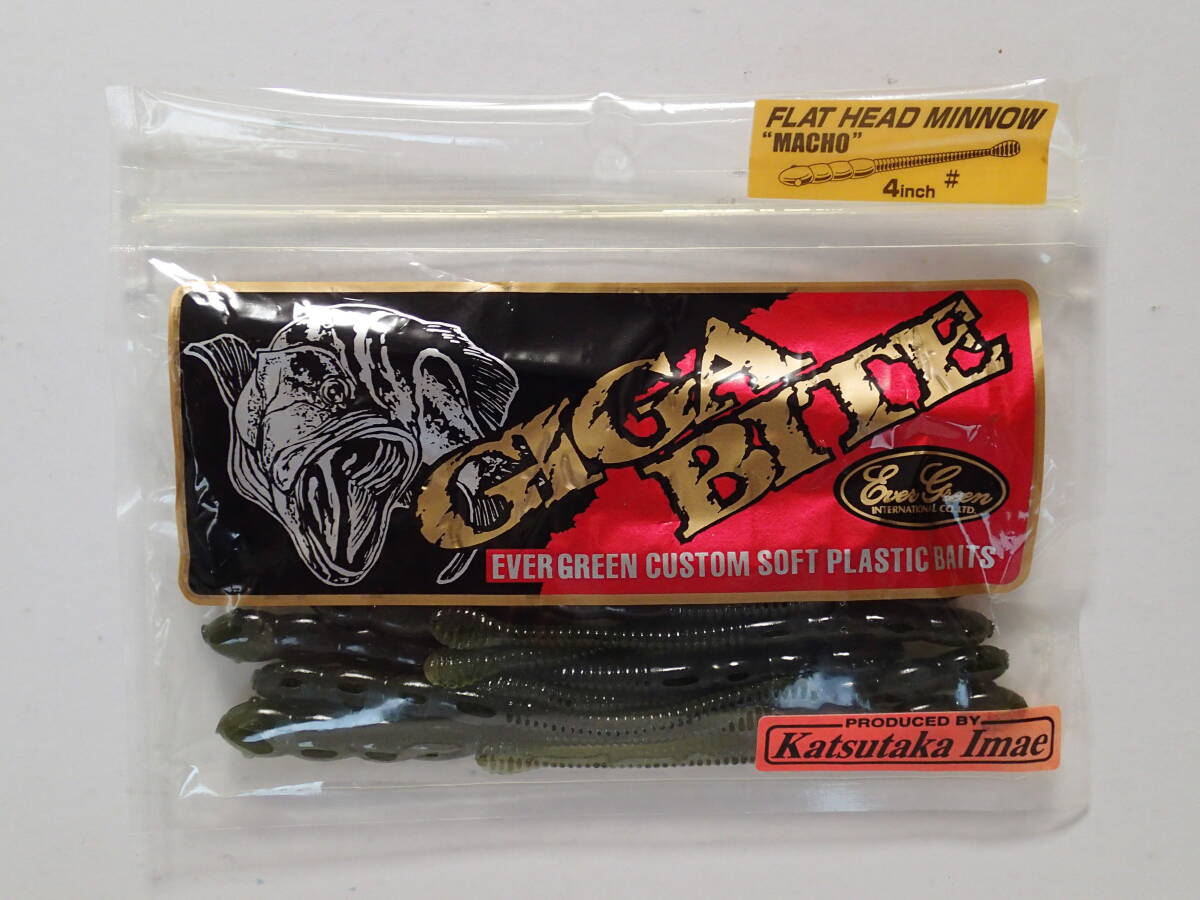 FLAT HEAD MINNOW
"MACHO"
4inch #
GIGA
BITE
Ever Green
INTERNATIONAL CO.,LTD.
EVER GREEN CUSTOM SOFT PLASTIC BAITS
PRODUCED BY
Katsutaka Imae